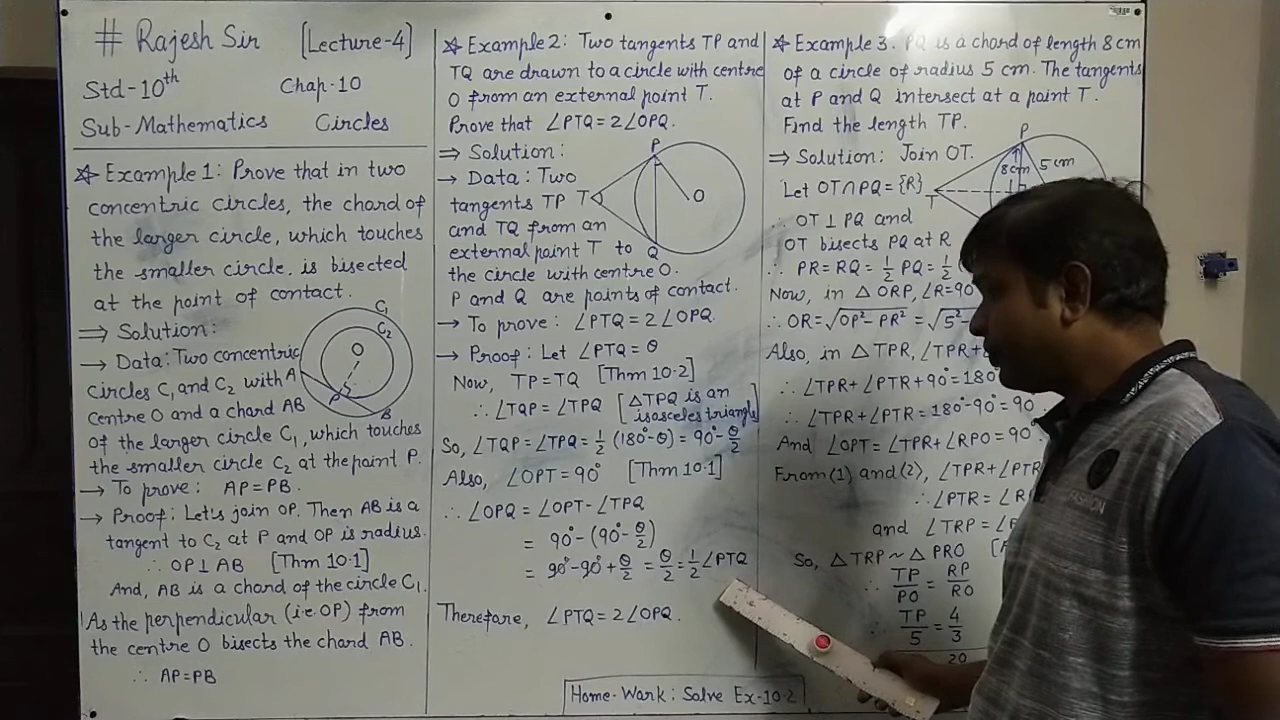 # Rajesh Sir [Lecture-4]
Std-10th Chap-10
Sub-Mathematics Circles
☆ Example 1: Prove that in two
concentric circles, the chord of
the larger circle, which touches
the smaller circle, is bisected
at the point of contact.
⇒ Solution:
→ Data: Two concentric
circles C₁ and C₂ with
centre O and a chord AB
of the larger circle C₁, which touches
the smaller circle C₂ at the point P.
→ To prove: AP=PB.
→ Proof: Let's join OP. Then AB is a
tangent to C₂ at P and OP is radius.
∴ OP⊥AB [Thm 10.1]
And, AB is a chord of the circle C₁.
As the perpendicular (i.e. OP) from
the centre O bisects the chord AB.
∴ AP=PB
C₁
C₂
O
A
P
B
☆ Example 2: Two tangents TP and
TQ are drawn to a circle with centre
O from an external point T.
Prove that ∠PTQ=2∠OPQ.
⇒ Solution:
→ Data: Two
tangents TP
and TQ from an
external point T to
the circle with centre O.
P and Q are points of contact.
→ To prove: ∠PTQ=2∠OPQ.
→ Proof: Let ∠PTQ=θ
Now, TP=TQ [Thm 10.2]
∴ ∠TQP=∠TPQ [△TPQ is an
isosceles triangle]
So, ∠TQP=∠TPQ=1/2 (180°-θ)=90°-θ/2
Also, ∠OPT=90° [Thm 10.1]
∴ ∠OPQ=∠OPT-∠TPQ
= 90°-(90°-θ/2)
= 90°-90°+θ/2=θ/2=1/2∠PTQ
Therefore, ∠PTQ=2∠OPQ.
P
T
O
Q
Home-Work: Solve Ex-10.2
☆ Example 3. PQ is a chord of length 8 cm
of a circle of radius 5 cm. The tangents
at P and Q intersect at a point T.
Find the length TP.
⇒ Solution: Join OT.
Let OT∩PQ={R}
∴ OT⊥PQ and
OT bisects PQ at R
∴ PR=RQ=1/2 PQ=1/2
Now, in △ORP, ∠R=90°
∴ OR=√OP²-PR² = √5²-
Also, in △TPR, ∠TPR+
∴ ∠TPR+∠PTR+90°=180°
∴ ∠TPR+∠PTR=180°-90°=90
And ∠OPT=∠TPR+∠RPO=90°
From (1) and (2), ∠TPR+∠PTR
∴ ∠PTR=∠R
and ∠TRP=∠
So, △TRP~△PRO
∴ TP/PO = RP/RO
∴ TP/5 = 4/3
20
P
5 cm
8cm
T